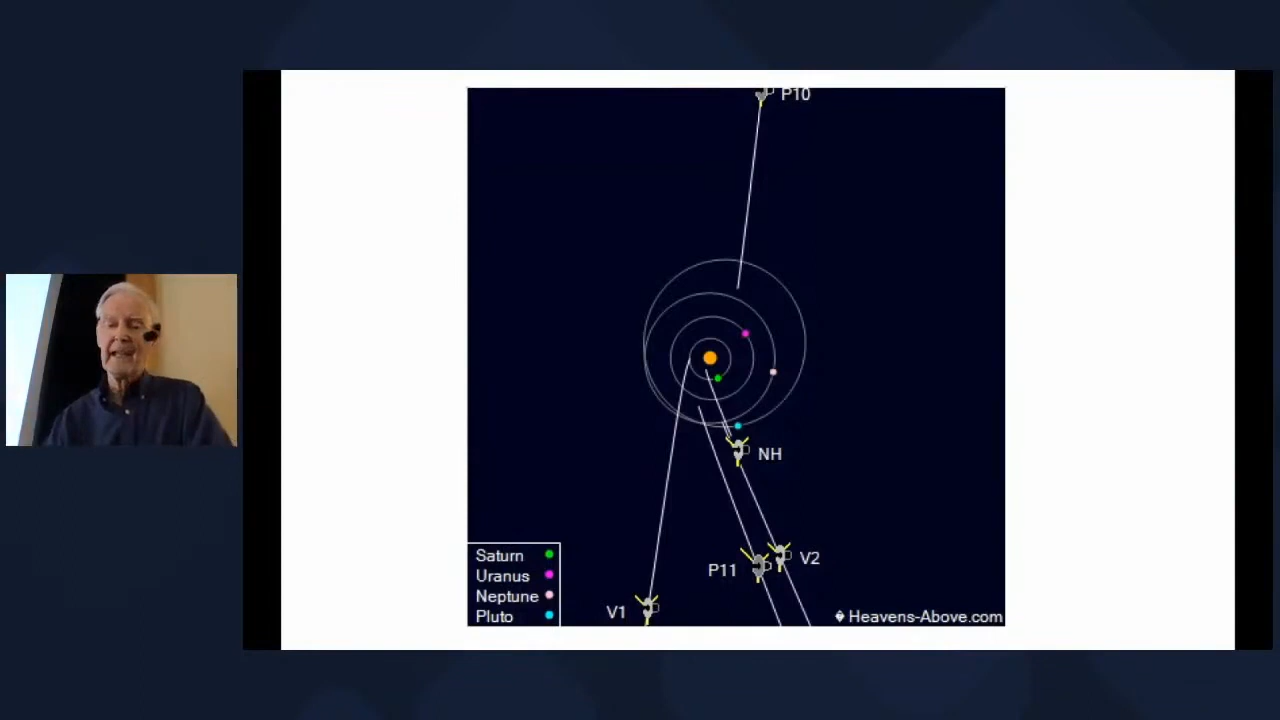 P10
NH
V2
P11
V1
Saturn
Uranus
Neptune
Pluto
Heavens-Above.com